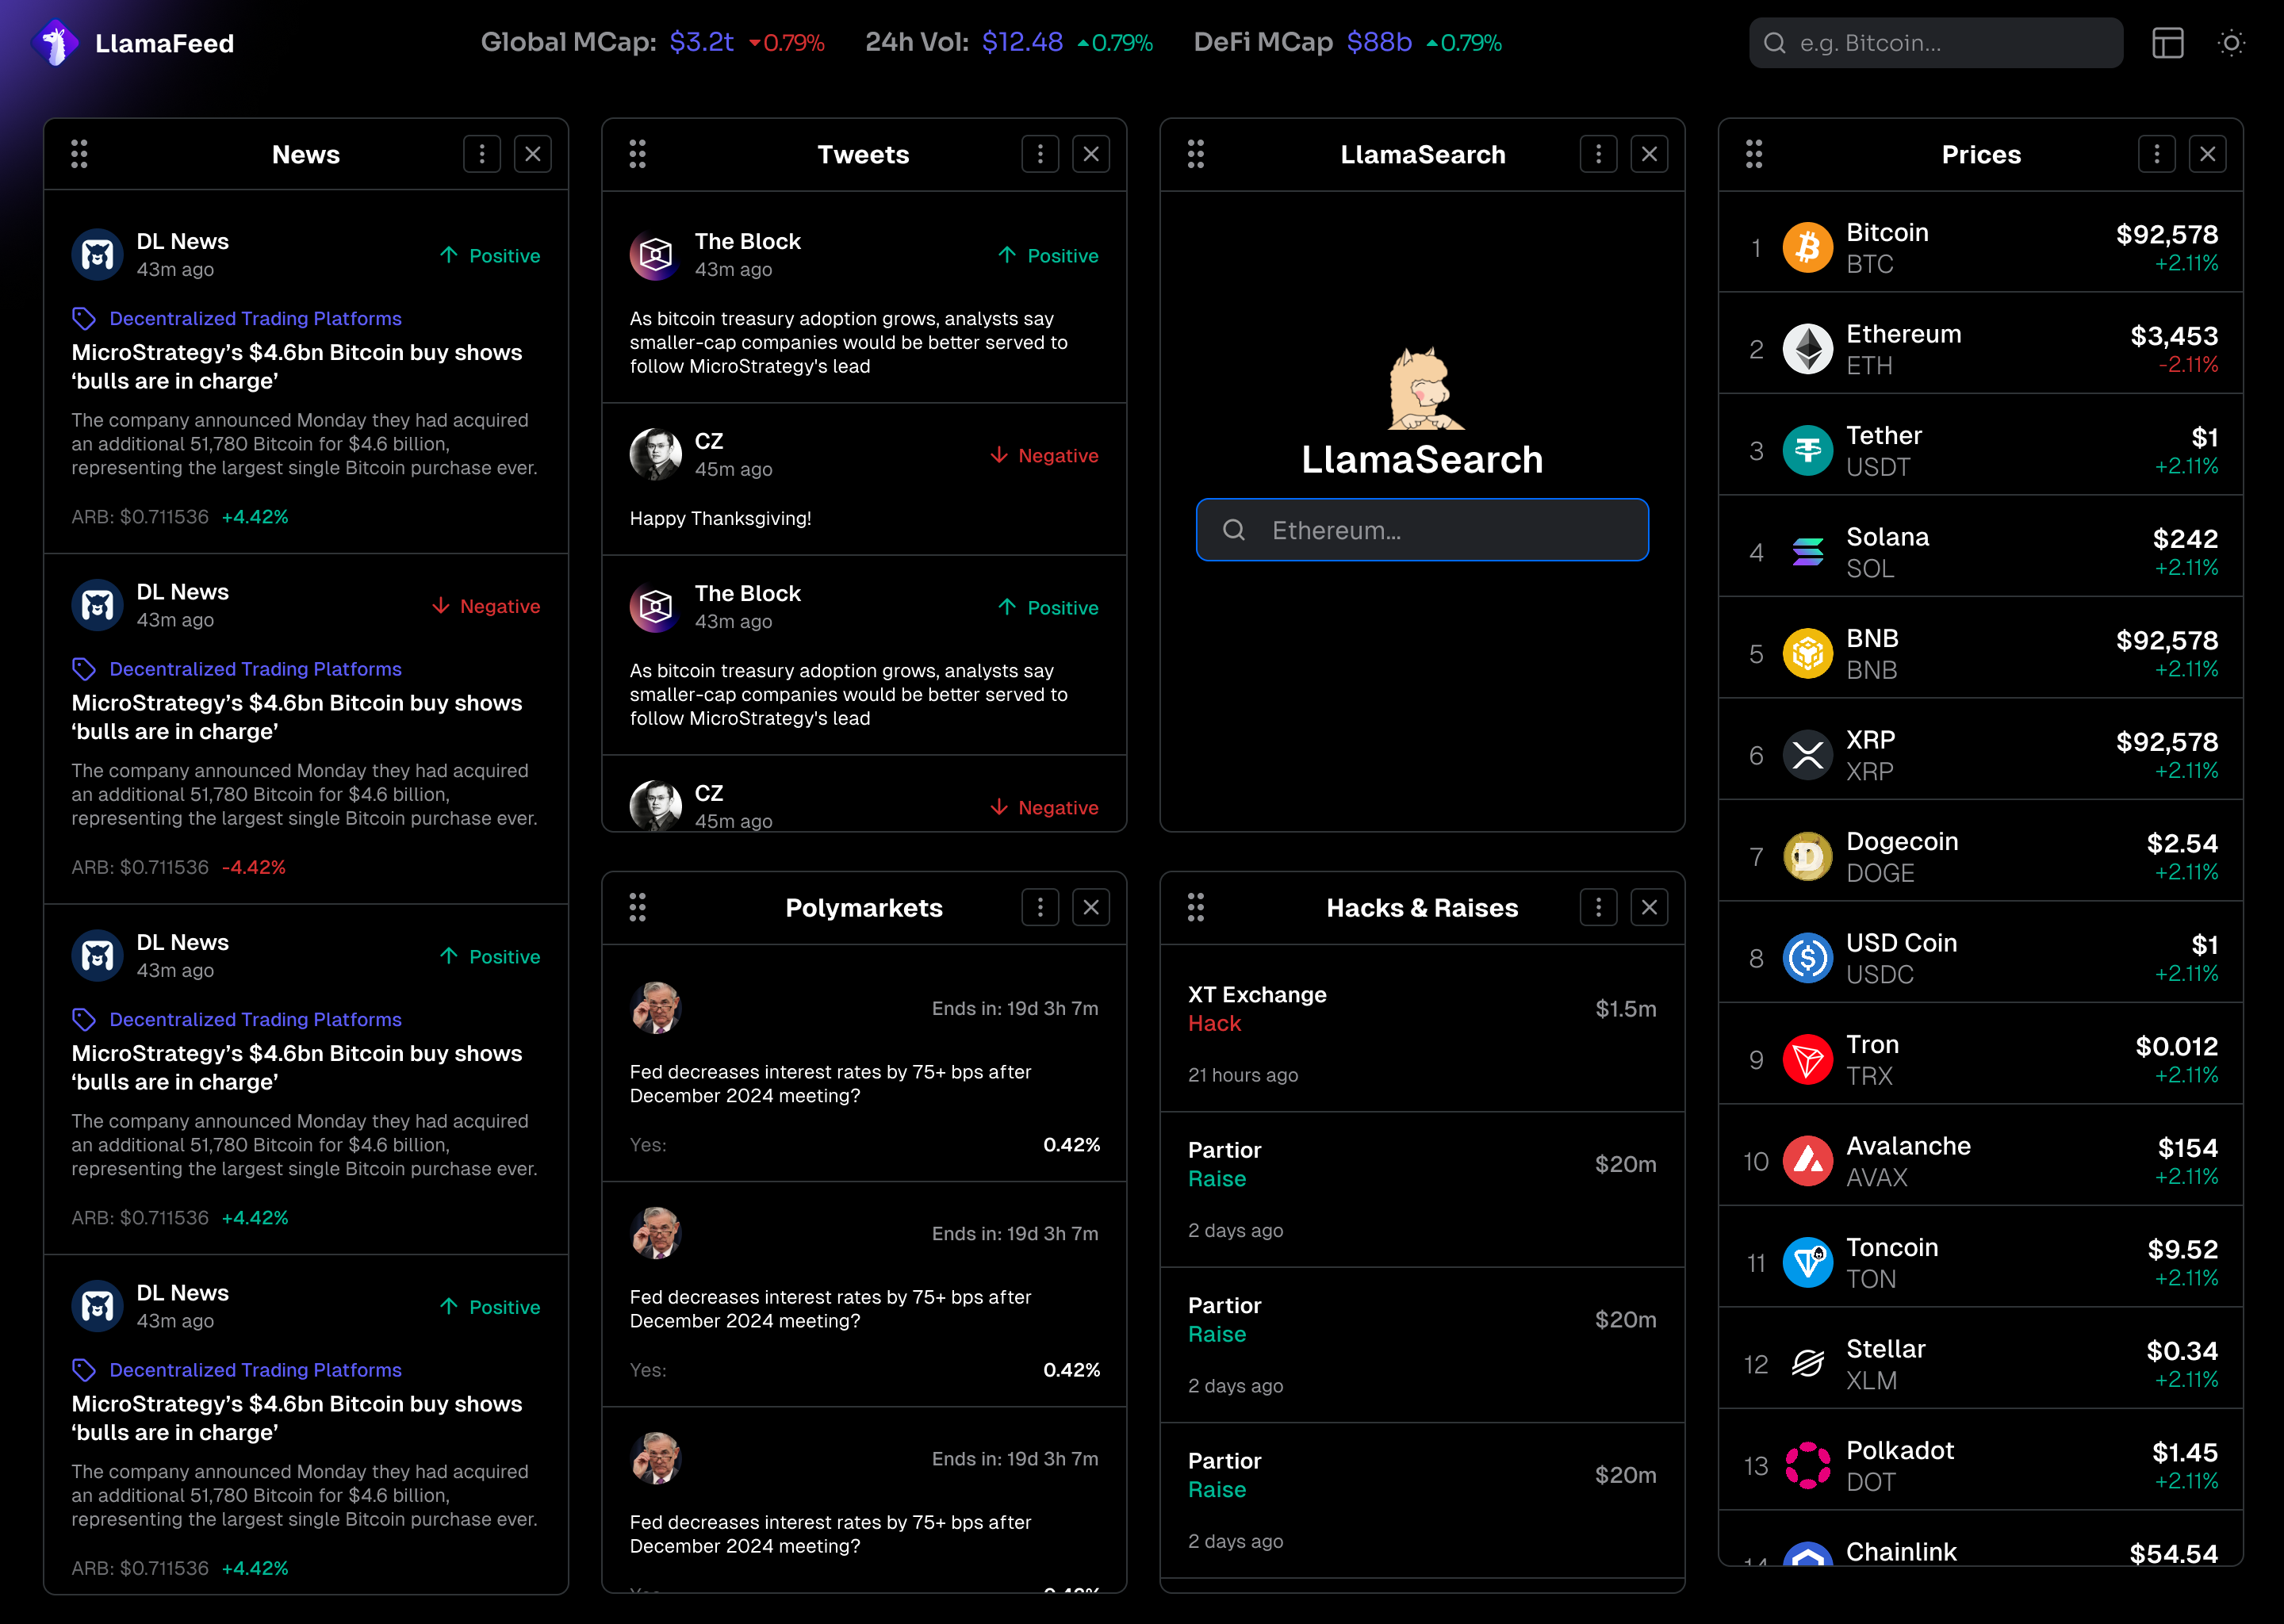 LlamaFeed
Global MCap: $3.2t 0.79% 24h Vol: $12.48 0.79% DeFi MCap $88b 0.79%
e.g. Bitcoin...
News
DL News
43m ago
Positive
Decentralized Trading Platforms
MicroStrategy’s $4.6bn Bitcoin buy shows
‘bulls are in charge’
The company announced Monday they had acquired
an additional 51,780 Bitcoin for $4.6 billion,
representing the largest single Bitcoin purchase ever.
ARB: $0.711536 +4.42%
DL News
43m ago
Negative
Decentralized Trading Platforms
MicroStrategy’s $4.6bn Bitcoin buy shows
‘bulls are in charge’
The company announced Monday they had acquired
an additional 51,780 Bitcoin for $4.6 billion,
representing the largest single Bitcoin purchase ever.
ARB: $0.711536 -4.42%
DL News
43m ago
Positive
Decentralized Trading Platforms
MicroStrategy’s $4.6bn Bitcoin buy shows
‘bulls are in charge’
The company announced Monday they had acquired
an additional 51,780 Bitcoin for $4.6 billion,
representing the largest single Bitcoin purchase ever.
ARB: $0.711536 +4.42%
DL News
43m ago
Positive
Decentralized Trading Platforms
MicroStrategy’s $4.6bn Bitcoin buy shows
‘bulls are in charge’
The company announced Monday they had acquired
an additional 51,780 Bitcoin for $4.6 billion,
representing the largest single Bitcoin purchase ever.
ARB: $0.711536 +4.42%
Tweets
The Block
43m ago
Positive
As bitcoin treasury adoption grows, analysts say
smaller-cap companies would be better served to
follow MicroStrategy's lead
CZ
45m ago
Negative
Happy Thanksgiving!
The Block
43m ago
Positive
As bitcoin treasury adoption grows, analysts say
smaller-cap companies would be better served to
follow MicroStrategy's lead
CZ
45m ago
Negative
Polymarkets
Ends in: 19d 3h 7m
Fed decreases interest rates by 75+ bps after
December 2024 meeting?
Yes: 0.42%
Ends in: 19d 3h 7m
Fed decreases interest rates by 75+ bps after
December 2024 meeting?
Yes: 0.42%
Ends in: 19d 3h 7m
Fed decreases interest rates by 75+ bps after
December 2024 meeting?
Yes: 0.42%
LlamaSearch
LlamaSearch
Ethereum...
Hacks & Raises
XT Exchange
Hack
$1.5m
21 hours ago
Partior
Raise
$20m
2 days ago
Partior
Raise
$20m
2 days ago
Partior
Raise
$20m
2 days ago
Prices
1 Bitcoin $92,578
BTC +2.11%
2 Ethereum $3,453
ETH -2.11%
3 Tether $1
USDT +2.11%
4 Solana $242
SOL +2.11%
5 BNB $92,578
BNB +2.11%
6 XRP $92,578
XRP +2.11%
7 Dogecoin $2.54
DOGE +2.11%
8 USD Coin $1
USDC +2.11%
9 Tron $0.012
TRX +2.11%
10 Avalanche $154
AVAX +2.11%
11 Toncoin $9.52
TON +2.11%
12 Stellar $0.34
XLM +2.11%
13 Polkadot $1.45
DOT +2.11%
14 Chainlink $54.54